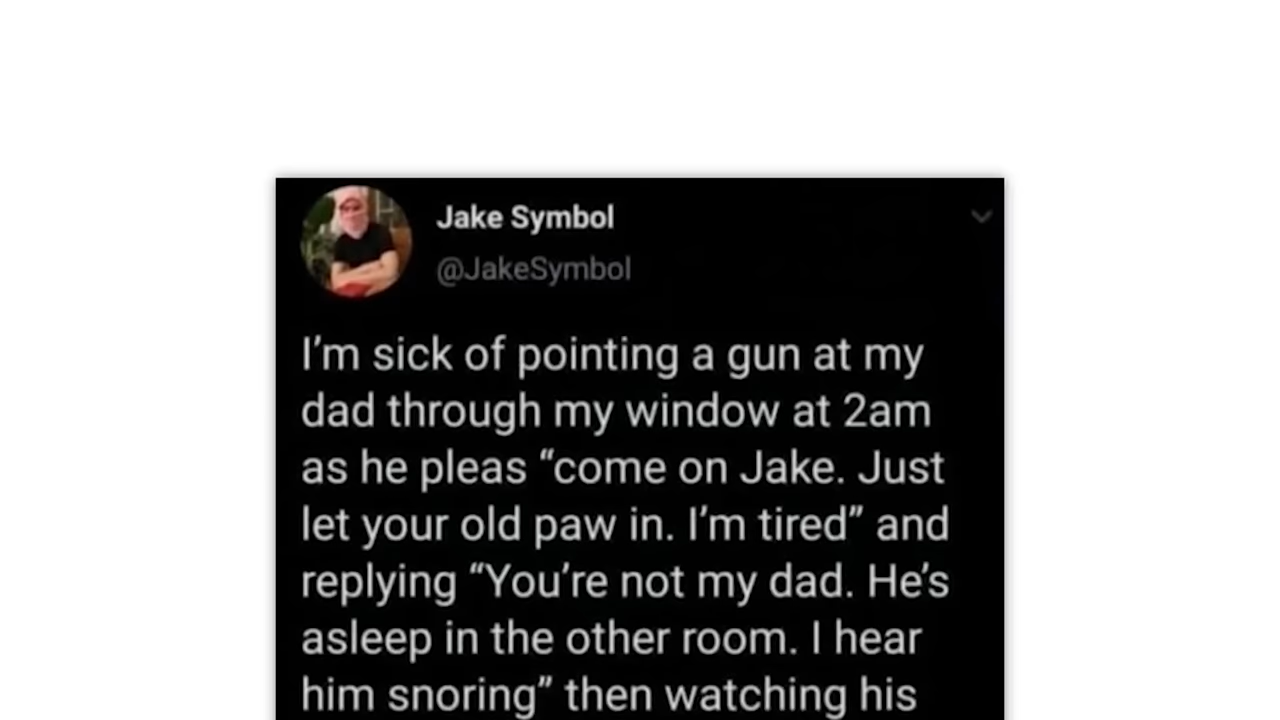 Jake Symbol
@JakeSymbol
I’m sick of pointing a gun at my
dad through my window at 2am
as he pleas “come on Jake. Just
let your old paw in. I’m tired” and
replying “You’re not my dad. He’s
asleep in the other room. I hear
him snoring” then watching his